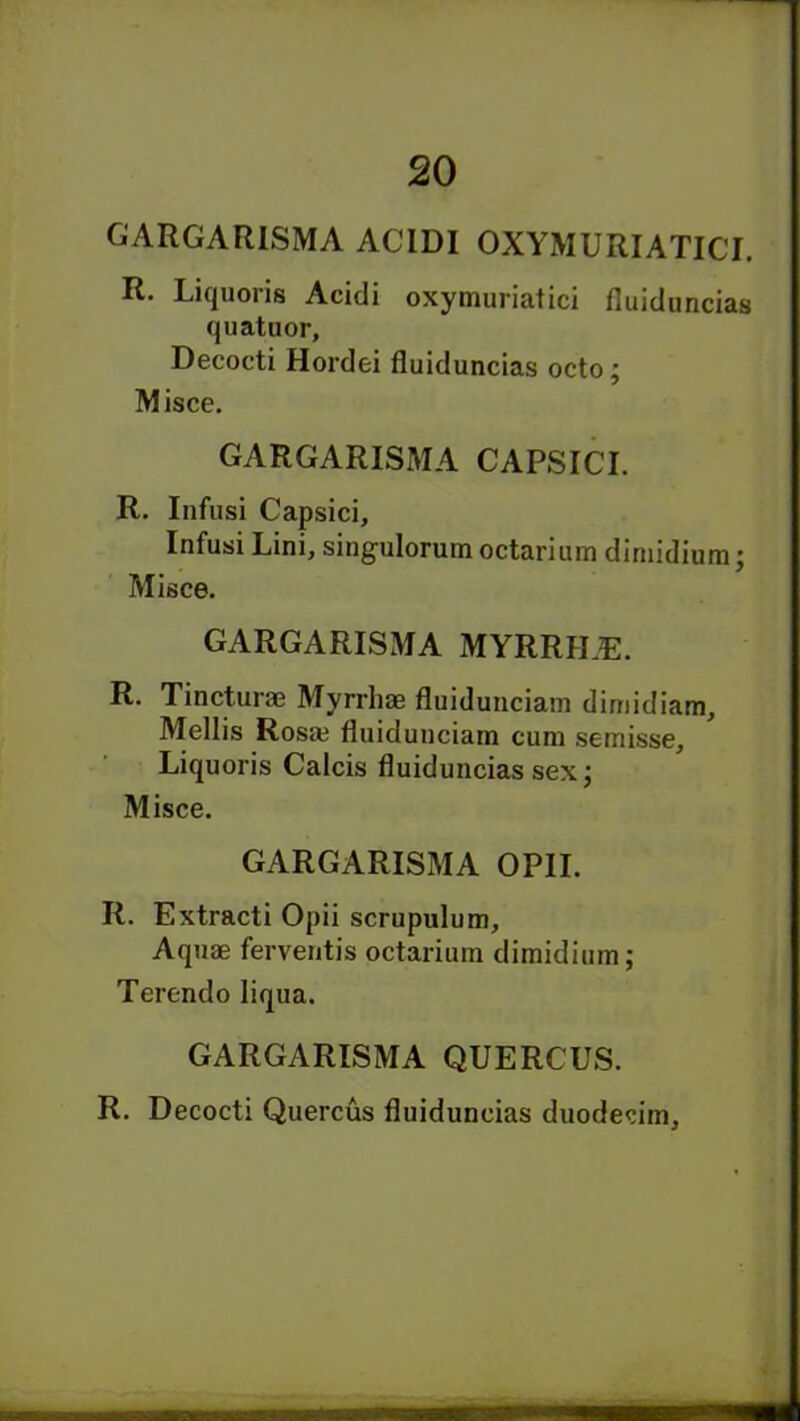 20
GARGARISMA ACIDI OXYMURIATICI.
R. Liquoris Acidi oxymuriatici fluiduncias
quatuor,
Decocti Hordei fluiduncias octo;
Misce.
GARGARISMA CAPSICI.
R. Infusi Capsici,
Infusi Lini, singulorum octarium dimidium;
Misce.
GARGARISMA MYRRHÆ.
R. Tincturæ Myrrhæ fluidunciam dimidiam,
Mellis Rosæ fluidunciam cum semisse,
Liquoris Calcis fluiduncias sex;
Misce.
GARGARISMA OPII.
R. Extracti Opii scrupulum,
Aquæ ferventis octarium dimidium;
Terendo liqua.
GARGARISMA QUERCUS.
R. Decocti Quercûs fluiduncias duodecim,